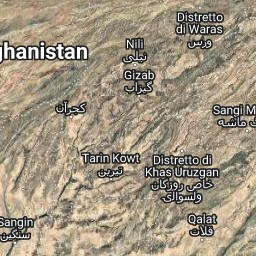 Distretto
di Waras
ورس
Nili
نیلی
ghanistan
Gizab
گیزاب
کجران
Sangi M
ت ماشه
Tarin Kowt
تیرین
Distretto di
Khas Uruzgan
خاص روزگان
ولسوالی
Sangin
سنگین
Qalat
قلات